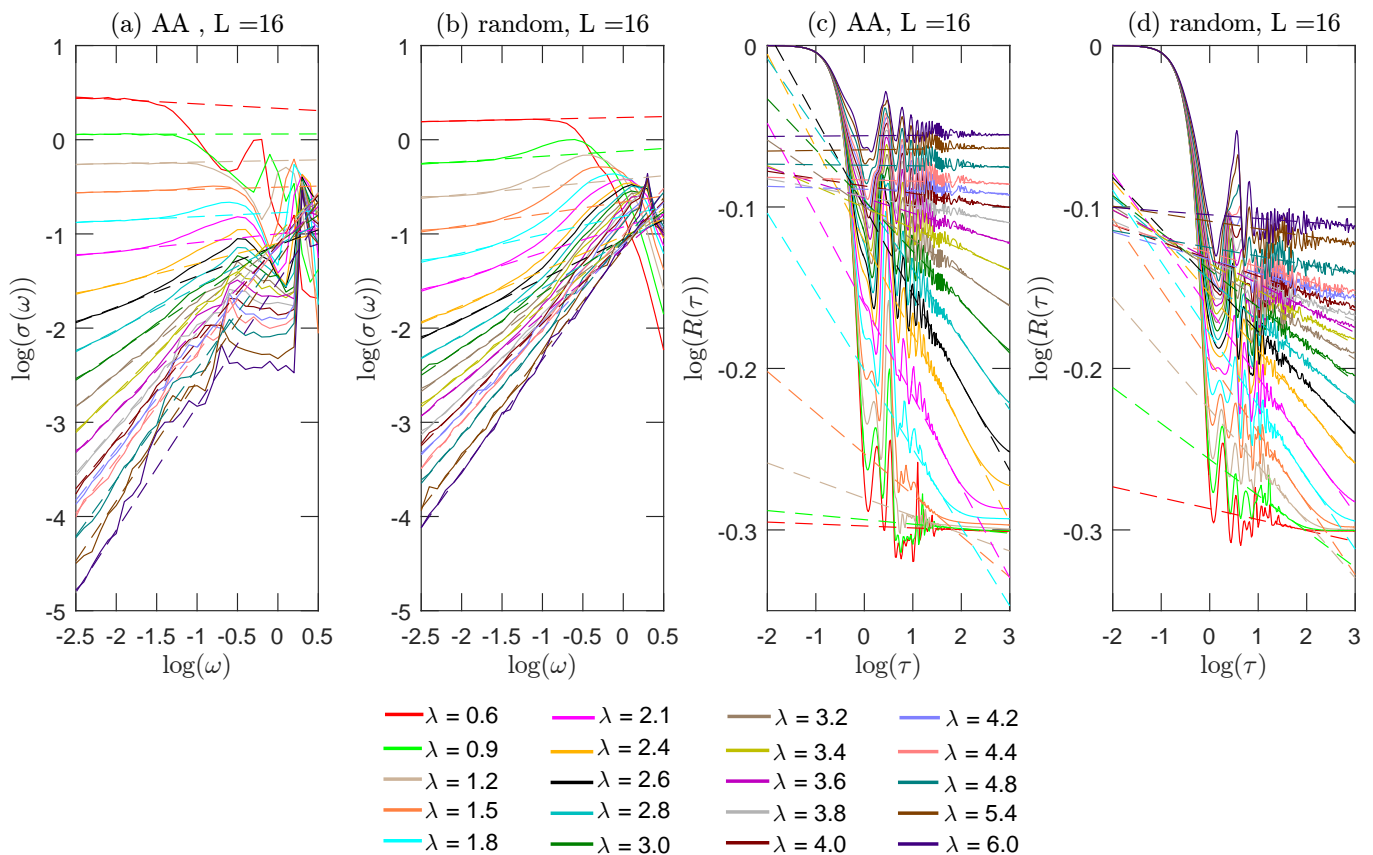 (a) AA , L =16
(b) random, L =16
(c) AA, L =16
(d) random, L =16
log(σ(ω))
1
0
-1
-2
-3
-4
-5
-2.5 -2 -1.5 -1 -0.5 0 0.5
log(ω)
log(σ(ω))
1
0
-1
-2
-3
-4
-5
-2.5 -2 -1.5 -1 -0.5 0 0.5
log(ω)
log(R(τ))
0
-0.1
-0.2
-0.3
-2 -1 0 1 2 3
log(τ)
log(R(τ))
0
-0.1
-0.2
-0.3
-2 -1 0 1 2 3
log(τ)
λ = 0.6
λ = 0.9
λ = 1.2
λ = 1.5
λ = 1.8
λ = 2.1
λ = 2.4
λ = 2.6
λ = 2.8
λ = 3.0
λ = 3.2
λ = 3.4
λ = 3.6
λ = 3.8
λ = 4.0
λ = 4.2
λ = 4.4
λ = 4.8
λ = 5.4
λ = 6.0